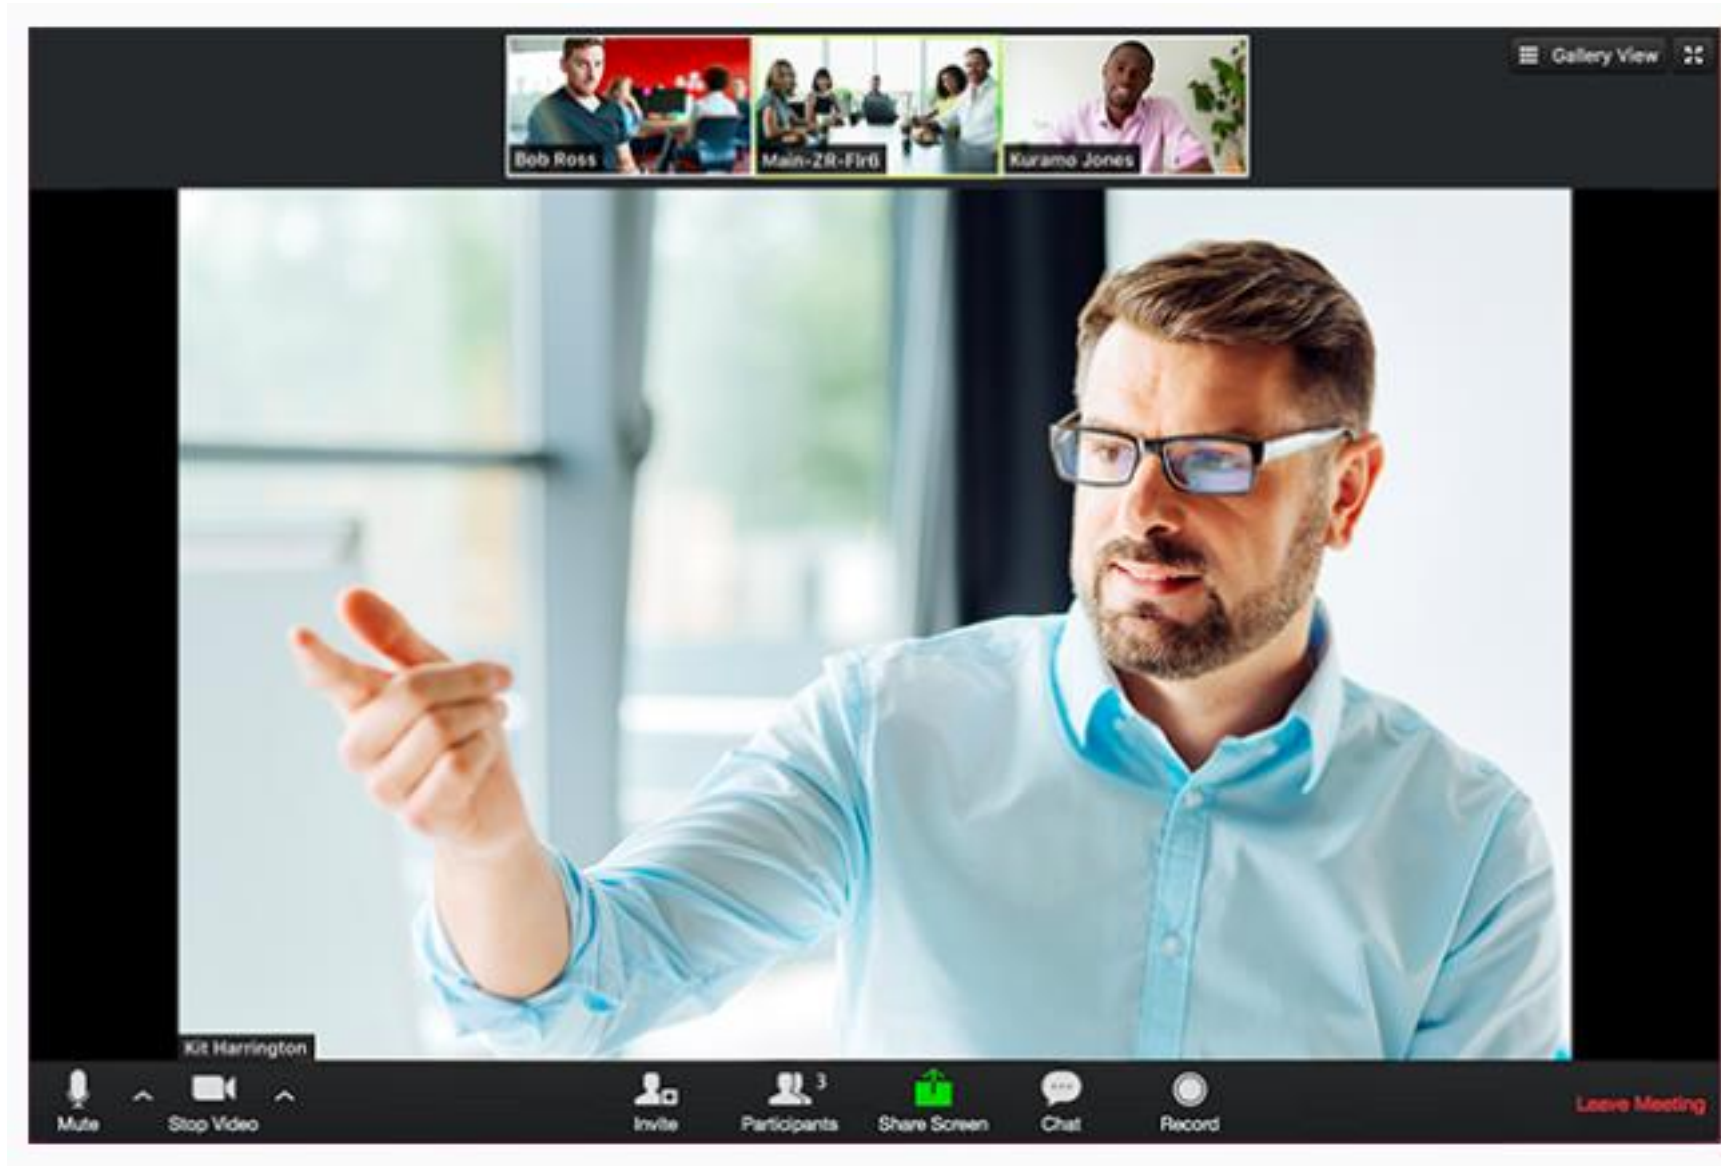 Gallery View
Bob Ross
Main-ZR-Flr6
Kuramo Jones
Kit Harrington
Mute
Stop Video
Invite
Participants
3
Share Screen
Chat
Record
Leave Meeting